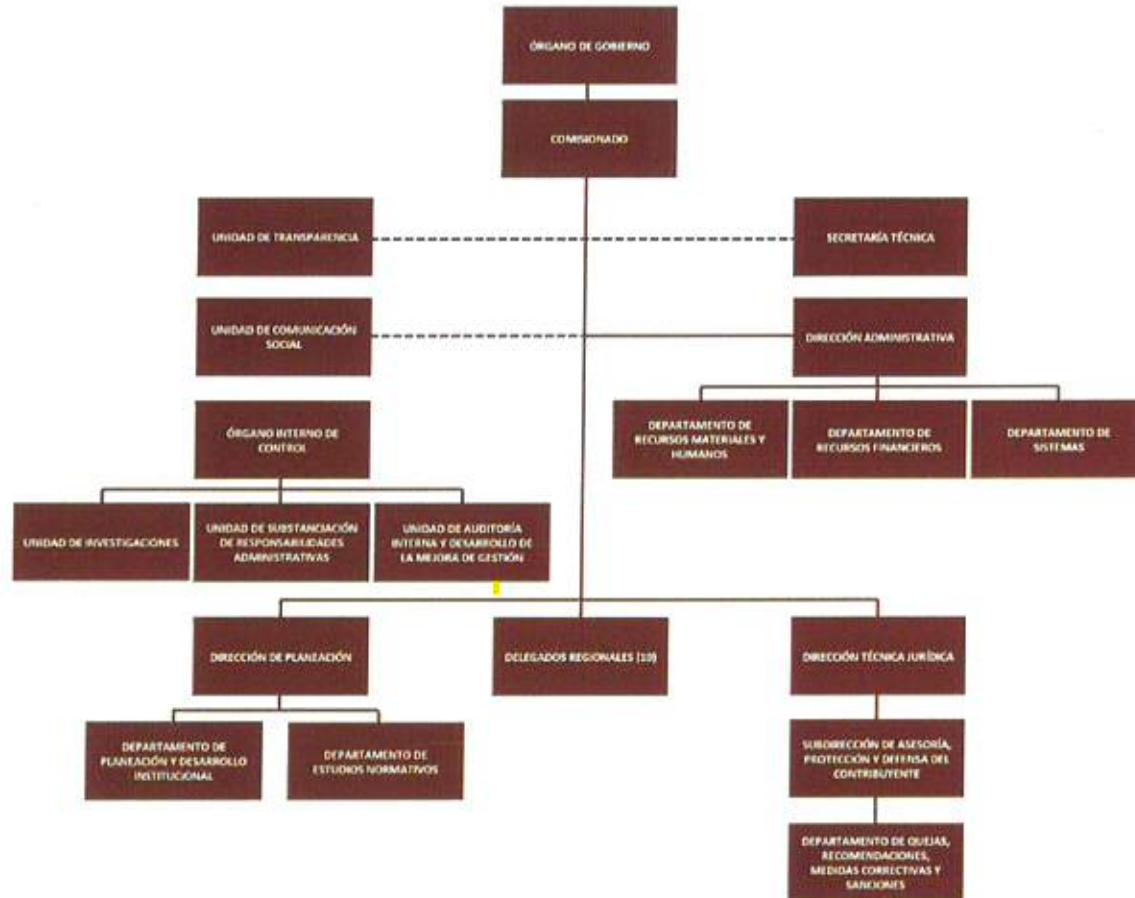 ÓRGANO DE GOBIERNO
COMISIONADO
UNIDAD DE TRANSPARENCIA
SECRETARÍA TÉCNICA
UNIDAD DE COMUNICACIÓN
SOCIAL
DIRECCIÓN ADMINISTRATIVA
ÓRGANO INTERNO DE
CONTROL
DEPARTAMENTO DE
RECURSOS MATERIALES Y
HUMANOS
DEPARTAMENTO DE
RECURSOS FINANCIEROS
DEPARTAMENTO DE
SISTEMAS
UNIDAD DE INVESTIGACIONES
UNIDAD DE SUBSTANCIACIÓN
DE RESPONSABILIDADES
ADMINISTRATIVAS
UNIDAD DE AUDITORÍA
INTERNA Y DESARROLLO DE
LA MEJORA DE GESTIÓN
DIRECCIÓN DE PLANEACIÓN
DELEGADOS REGIONALES (10)
DIRECCIÓN TÉCNICA JURÍDICA
DEPARTAMENTO DE
PLANEACIÓN Y DESARROLLO
INSTITUCIONAL
DEPARTAMENTO DE
ESTUDIOS NORMATIVOS
SUBDIRECCIÓN DE ASESORÍA,
PROTECCIÓN Y DEFENSA DEL
CONTRIBUYENTE
DEPARTAMENTO DE QUEJAS,
RECOMENDACIONES,
MEDIDAS CORRECTIVAS Y
SANCIONES